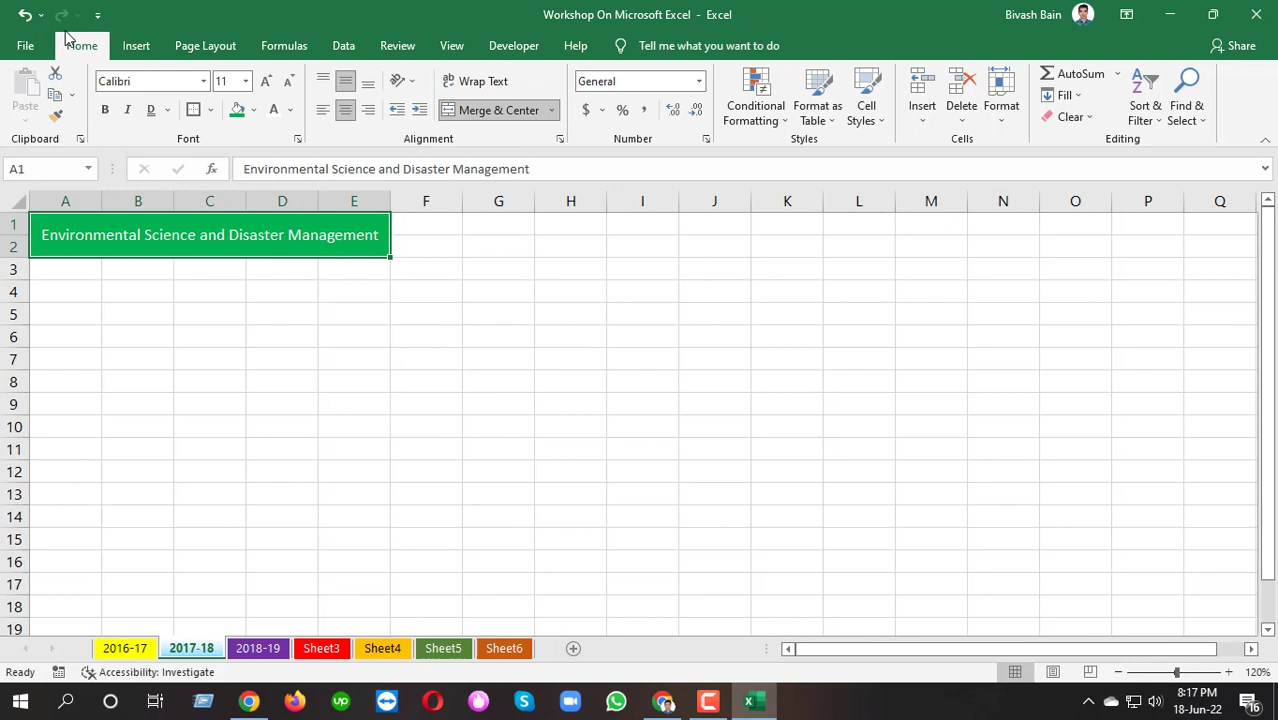 Workshop On Microsoft Excel - Excel
Bivash Bain
File Home Insert Page Layout Formulas Data Review View Developer Help Tell me what you want to do Share
Paste
Calibri 11
B I D A
ab Wrap Text
Merge & Center
General
$ % ,
Conditional Formatting
Format as Table
Cell Styles
Insert
Delete
Format
AutoSum
Fill
Clear
Sort & Filter
Find & Select
Clipboard Font Alignment Number Styles Cells Editing
A1 fx Environmental Science and Disaster Management
A B C D E F G H I J K L M N O P Q
1
Environmental Science and Disaster Management
2
3
4
5
6
7
8
9
10
11
12
13
14
15
16
17
18
19
2016-17 2017-18 2018-19 Sheet3 Sheet4 Sheet5 Sheet6
Ready Accessibility: Investigate 120%
8:17 PM
18-Jun-22
16